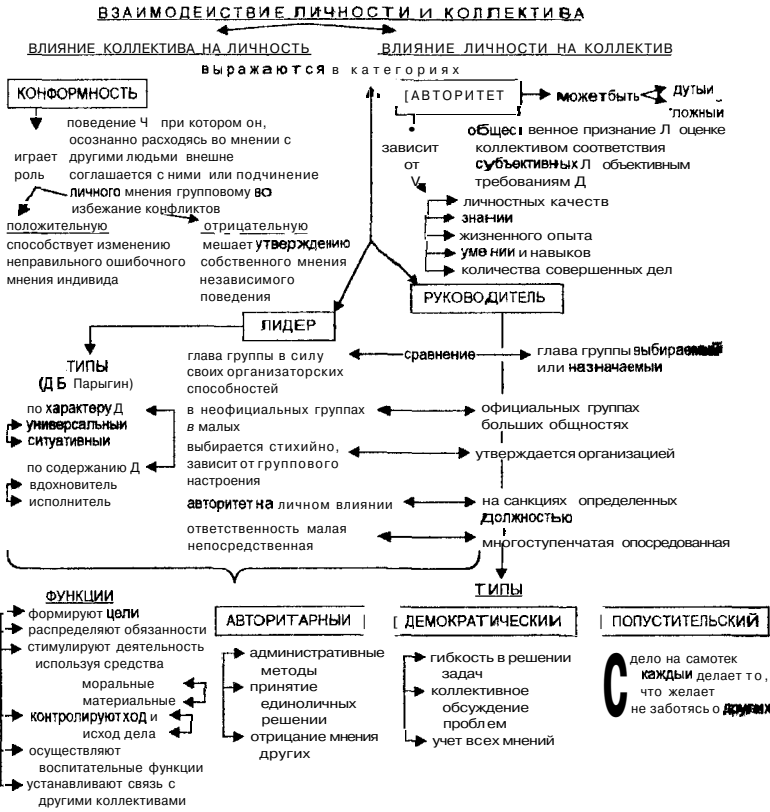 ВЗАИМОДЕЙСТВИЕ ЛИЧНОСТИ И КОЛЛЕКТИВА
ВЛИЯНИЕ КОЛЛЕКТИВА НА ЛИЧНОСТЬ
ВЛИЯНИЕ ЛИЧНОСТИ НА КОЛЛЕКТИВ
выражаются в категориях
КОНФОРМНОСТЬ
поведение Ч при котором он,
осознанно расходясь во мнении с
другими людьми внешне
соглашается с ними или подчинение
личного мнения групповому во
избежание конфликтов
играет
роль
положительную
способствует изменению
неправильного ошибочного
мнения индивида
отрицательную
мешает утверждению
собственного мнения
независимого
поведения
[АВТОРИТЕТ
может быть
дутый
ложный
зависит
от
общес венное признание Л оценке
коллективом соответствия
субъективных Л объективным
требованиям Д
личностных качеств
знании
жизненного опыта
умении и навыков
количества совершенных дел
ЛИДЕР
РУКОВОДИТЕЛЬ
глава группы в силу
своих организаторских
способностей
сравнение
глава группы выбираемый
или назначаемыи
в неофициальных группах
в малых
официальных группах
больших общностях
выбирается стихийно,
зависит от группового
настроения
утверждается организацией
авторитет на личном влиянии
на санкциях определенных
должностью
ответственность малая
непосредственная
многоступенчатая опосредованная
ТИПЫ
(Д Б Парыгин)
по характеру Д
универсальныи
ситуативныи
по содержанию Д
вдохновитель
исполнитель
ФУНКЦИИ
формируют цели
распределяют обязанности
стимулируют деятельность
используя средства
моральные
материальные
контролируют ход и
исход дела
осуществляют
воспитательные функции
устанавливают связь с
другими коллективами
ТИПЫ
АВТОРИТАРНЫИ
административные
методы
принятие
единоличных
решении
отрицание мнения
других
ДЕМОКРАТИЧЕСКИИ
гибкость в решении
задач
коллективное
обсуждение
проблем
учет всех мнений
ПОПУСТИТЕЛЬСКИЙ
дело на самотек
каждыи делает то,
что желает
не заботясь о других